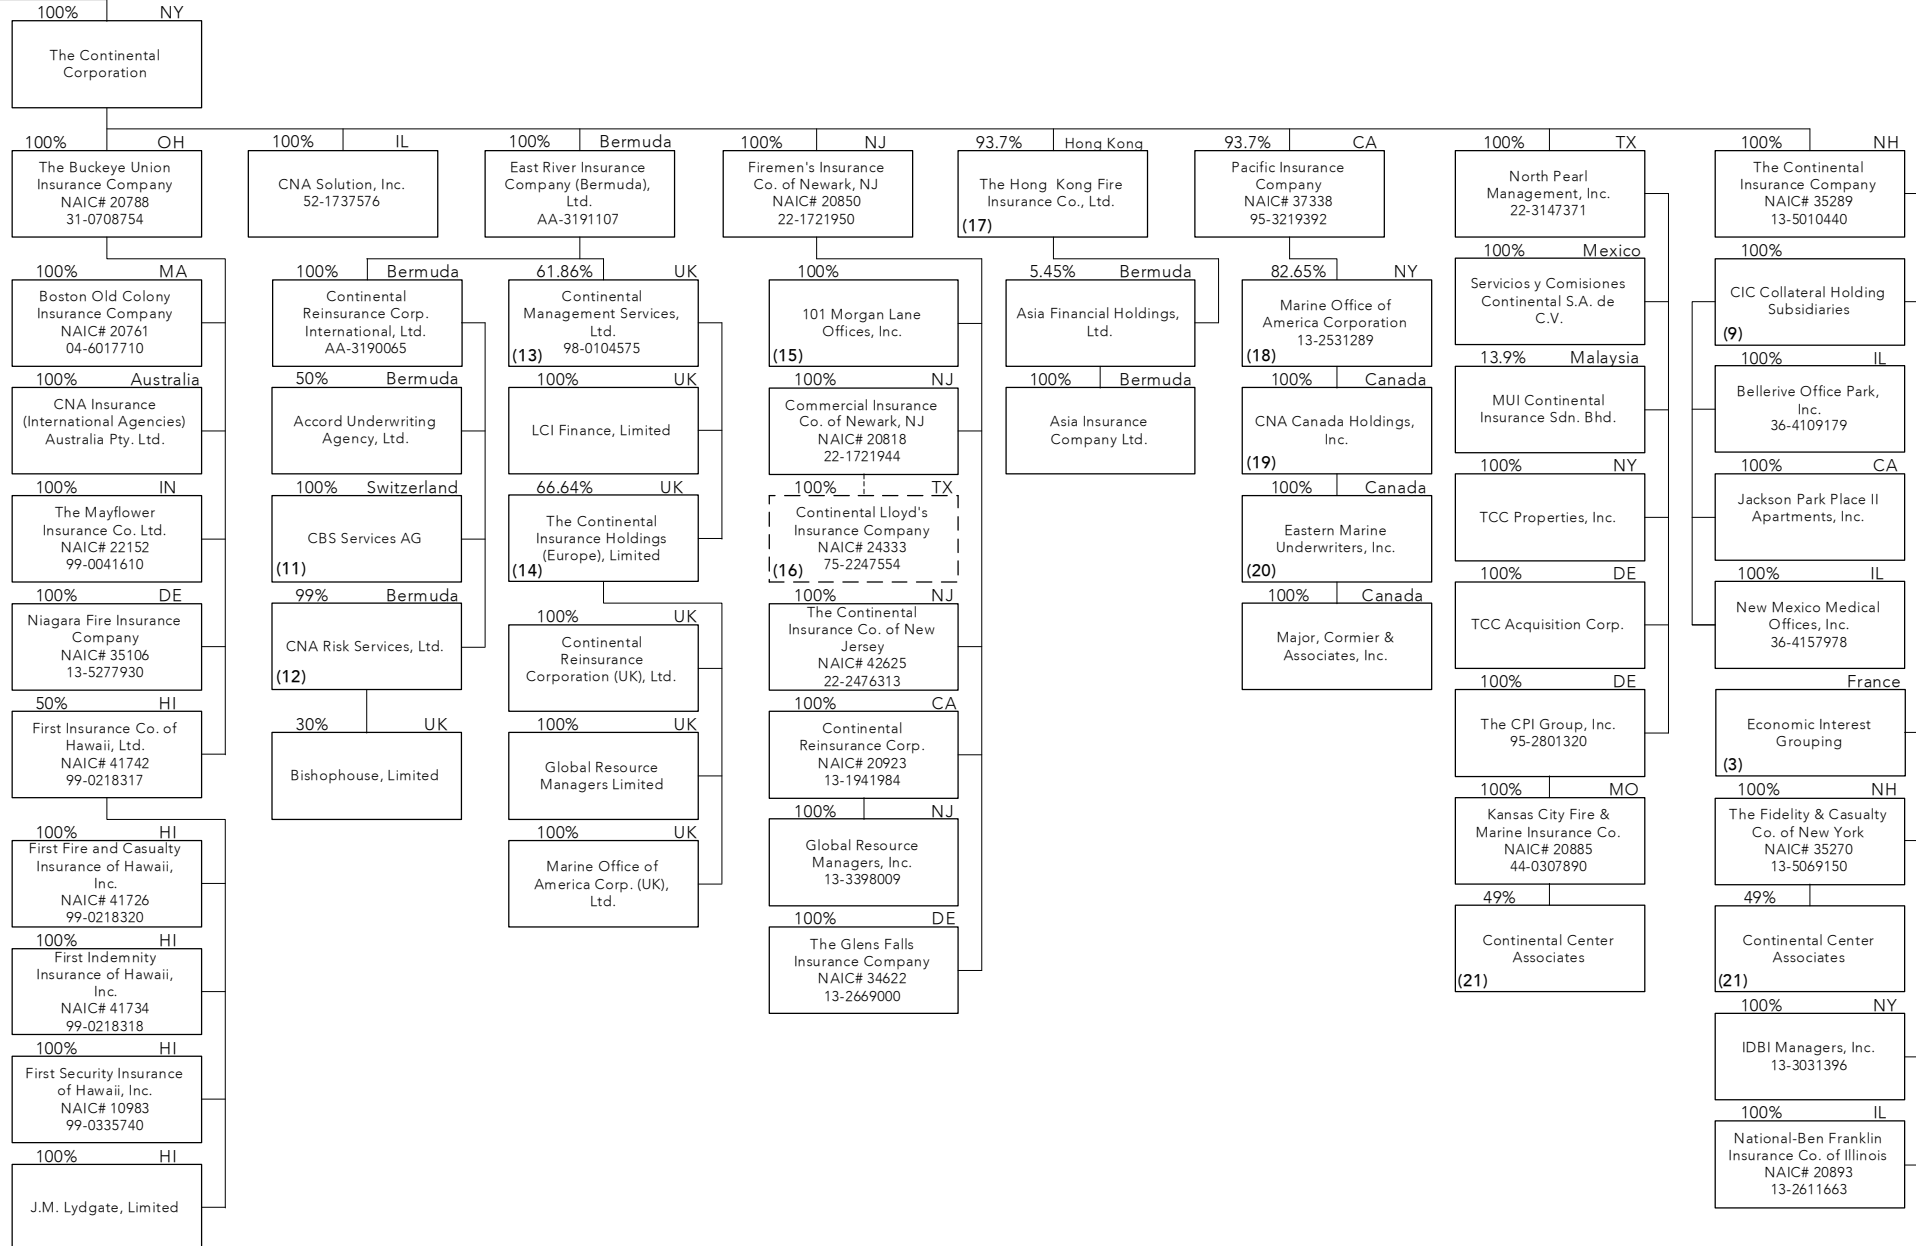 100% NY
The Continental
Corporation
100% OH
The Buckeye Union
Insurance Company
NAIC# 20788
31-0708754
100% IL
CNA Solution, Inc.
52-1737576
100% Bermuda
East River Insurance
Company (Bermuda),
Ltd.
AA-3191107
100% NJ
Firemen's Insurance
Co. of Newark, NJ
NAIC# 20850
22-1721950
93.7% Hong Kong
The Hong Kong Fire
Insurance Co., Ltd.
(17)
93.7% CA
Pacific Insurance
Company
NAIC# 37338
95-3219392
100% TX
North Pearl
Management, Inc.
22-3147371
100% NH
The Continental
Insurance Company
NAIC# 35289
13-5010440
100% MA
Boston Old Colony
Insurance Company
NAIC# 20761
04-6017710
100% Australia
CNA Insurance
(International Agencies)
Australia Pty. Ltd.
100% IN
The Mayflower
Insurance Co. Ltd.
NAIC# 22152
99-0041610
100% DE
Niagara Fire Insurance
Company
NAIC# 35106
13-5277930
50% HI
First Insurance Co. of
Hawaii, Ltd.
NAIC# 41742
99-0218317
100% HI
First Fire and Casualty
Insurance of Hawaii,
Inc.
NAIC# 41726
99-0218320
100% HI
First Indemnity
Insurance of Hawaii,
Inc.
NAIC# 41734
99-0218318
100% HI
First Security Insurance
of Hawaii, Inc.
NAIC# 10983
99-0335740
100% HI
J.M. Lydgate, Limited
100% Bermuda
Continental
Reinsurance Corp.
International, Ltd.
AA-3190065
50% Bermuda
Accord Underwriting
Agency, Ltd.
100% Switzerland
CBS Services AG
(11)
99% Bermuda
CNA Risk Services, Ltd.
(12)
30% UK
Bishophouse, Limited
61.86% UK
Continental
Management Services,
Ltd.
(13) 98-0104575
100% UK
LCI Finance, Limited
66.64% UK
The Continental
Insurance Holdings
(Europe), Limited
(14)
100% UK
Continental
Reinsurance
Corporation (UK), Ltd.
100% UK
Global Resource
Managers Limited
100% UK
Marine Office of
America Corp. (UK),
Ltd.
100%
101 Morgan Lane
Offices, Inc.
(15)
100% NJ
Commercial Insurance
Co. of Newark, NJ
NAIC# 20818
22-1721944
100% TX
Continental Lloyd's
Insurance Company
NAIC# 24333
(16) 75-2247554
100% NJ
The Continental
Insurance Co. of New
Jersey
NAIC# 42625
22-2476313
100% CA
Continental
Reinsurance Corp.
NAIC# 20923
13-1941984
100% NJ
Global Resource
Managers, Inc.
13-3398009
100% DE
The Glens Falls
Insurance Company
NAIC# 34622
13-2669000
5.45% Bermuda
Asia Financial Holdings,
Ltd.
100% Bermuda
Asia Insurance
Company Ltd.
82.65% NY
Marine Office of
America Corporation
13-2531289
(18)
100% Canada
CNA Canada Holdings,
Inc.
(19)
100% Canada
Eastern Marine
Underwriters, Inc.
(20)
100% Canada
Major, Cormier &
Associates, Inc.
100% Mexico
Servicios y Comisiones
Continental S.A. de
C.V.
13.9% Malaysia
MUI Continental
Insurance Sdn. Bhd.
100% NY
TCC Properties, Inc.
100% DE
TCC Acquisition Corp.
100% DE
The CPI Group, Inc.
95-2801320
100% MO
Kansas City Fire &
Marine Insurance Co.
NAIC# 20885
44-0307890
49%
Continental Center
Associates
(21)
100%
CIC Collateral Holding
Subsidiaries
(9)
100% IL
Bellerive Office Park,
Inc.
36-4109179
100% CA
Jackson Park Place II
Apartments, Inc.
100% IL
New Mexico Medical
Offices, Inc.
36-4157978
France
Economic Interest
Grouping
(3)
100% NH
The Fidelity & Casualty
Co. of New York
NAIC# 35270
13-5069150
49%
Continental Center
Associates
(21)
100% NY
IDBI Managers, Inc.
13-3031396
100% IL
National-Ben Franklin
Insurance Co. of Illinois
NAIC# 20893
13-2611663